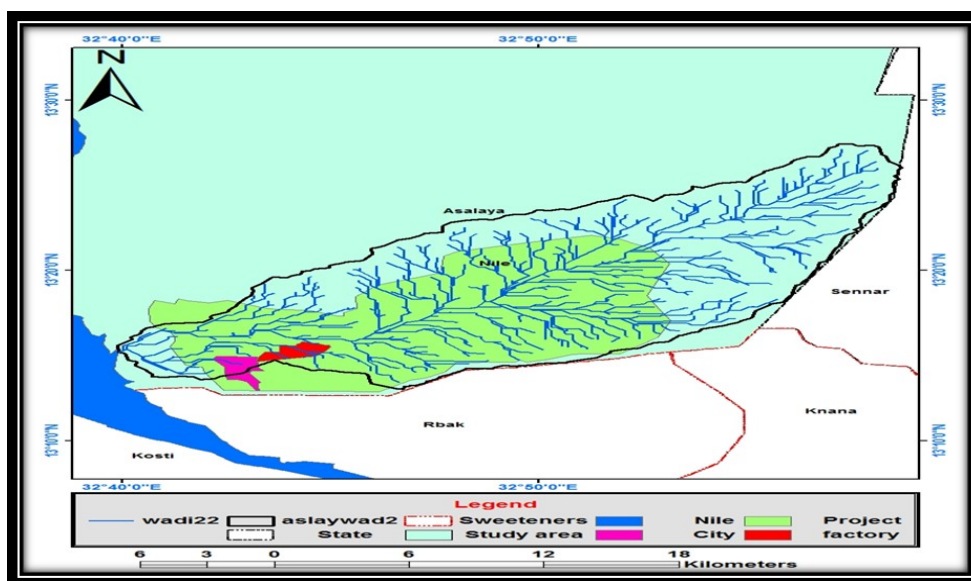 32°40'0"E 32°50'0"E
N
13°30'0"N 13°30'0"N
Asalaya
Nile
13°20'0"N 13°20'0"N
Sennar
Knana
Rbak
13°10'0"N 13°10'0"N
Kosti
32°40'0"E 32°50'0"E
Legend
wadi22 aslaywad2 Sweeteners Nile Project
State Study area City factory
6 3 0 6 12 18
Kilometers